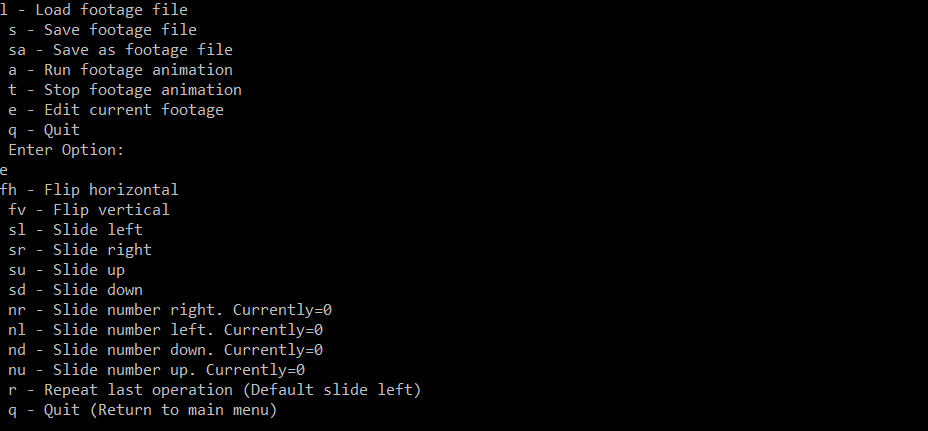 l - Load footage file
s - Save footage file
sa - Save as footage file
a - Run footage animation
t - Stop footage animation
e - Edit current footage
q - Quit
Enter Option:
e
fh - Flip horizontal
fv - Flip vertical
sl - Slide left
sr - Slide right
su - Slide up
sd - Slide down
nr - Slide number right. Currently=0
nl - Slide number left. Currently=0
nd - Slide number down. Currently=0
nu - Slide number up. Currently=0
r - Repeat last operation (Default slide left)
q - Quit (Return to main menu)